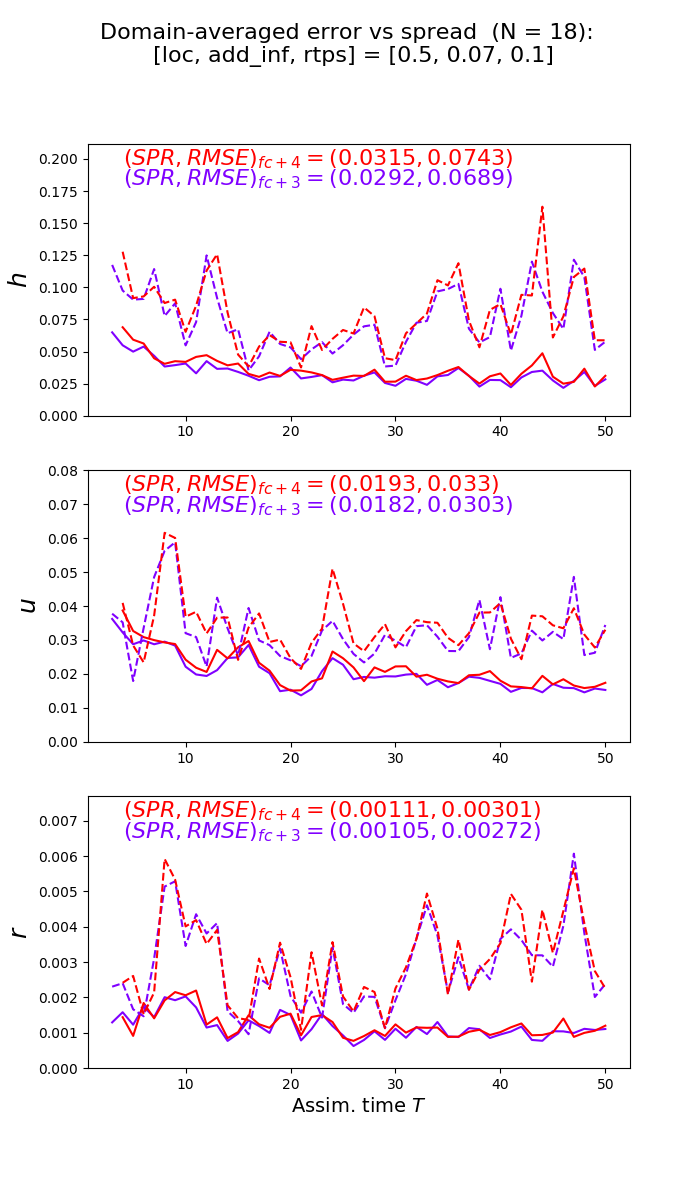 Domain-averaged error vs spread (N = 18):
[loc, add_inf, rtps] = [0.5, 0.07, 0.1]
(SPR, RMSE)fc+4 = (0.0315, 0.0743)
(SPR, RMSE)fc+3 = (0.0292, 0.0689)
h
0.200
0.175
0.150
0.125
0.100
0.075
0.050
0.025
0.000
10 20 30 40 50
(SPR, RMSE)fc+4 = (0.0193, 0.033)
(SPR, RMSE)fc+3 = (0.0182, 0.0303)
u
0.08
0.07
0.06
0.05
0.04
0.03
0.02
0.01
0.00
10 20 30 40 50
(SPR, RMSE)fc+4 = (0.00111, 0.00301)
(SPR, RMSE)fc+3 = (0.00105, 0.00272)
r
0.007
0.006
0.005
0.004
0.003
0.002
0.001
0.000
10 20 30 40 50
Assim. time T